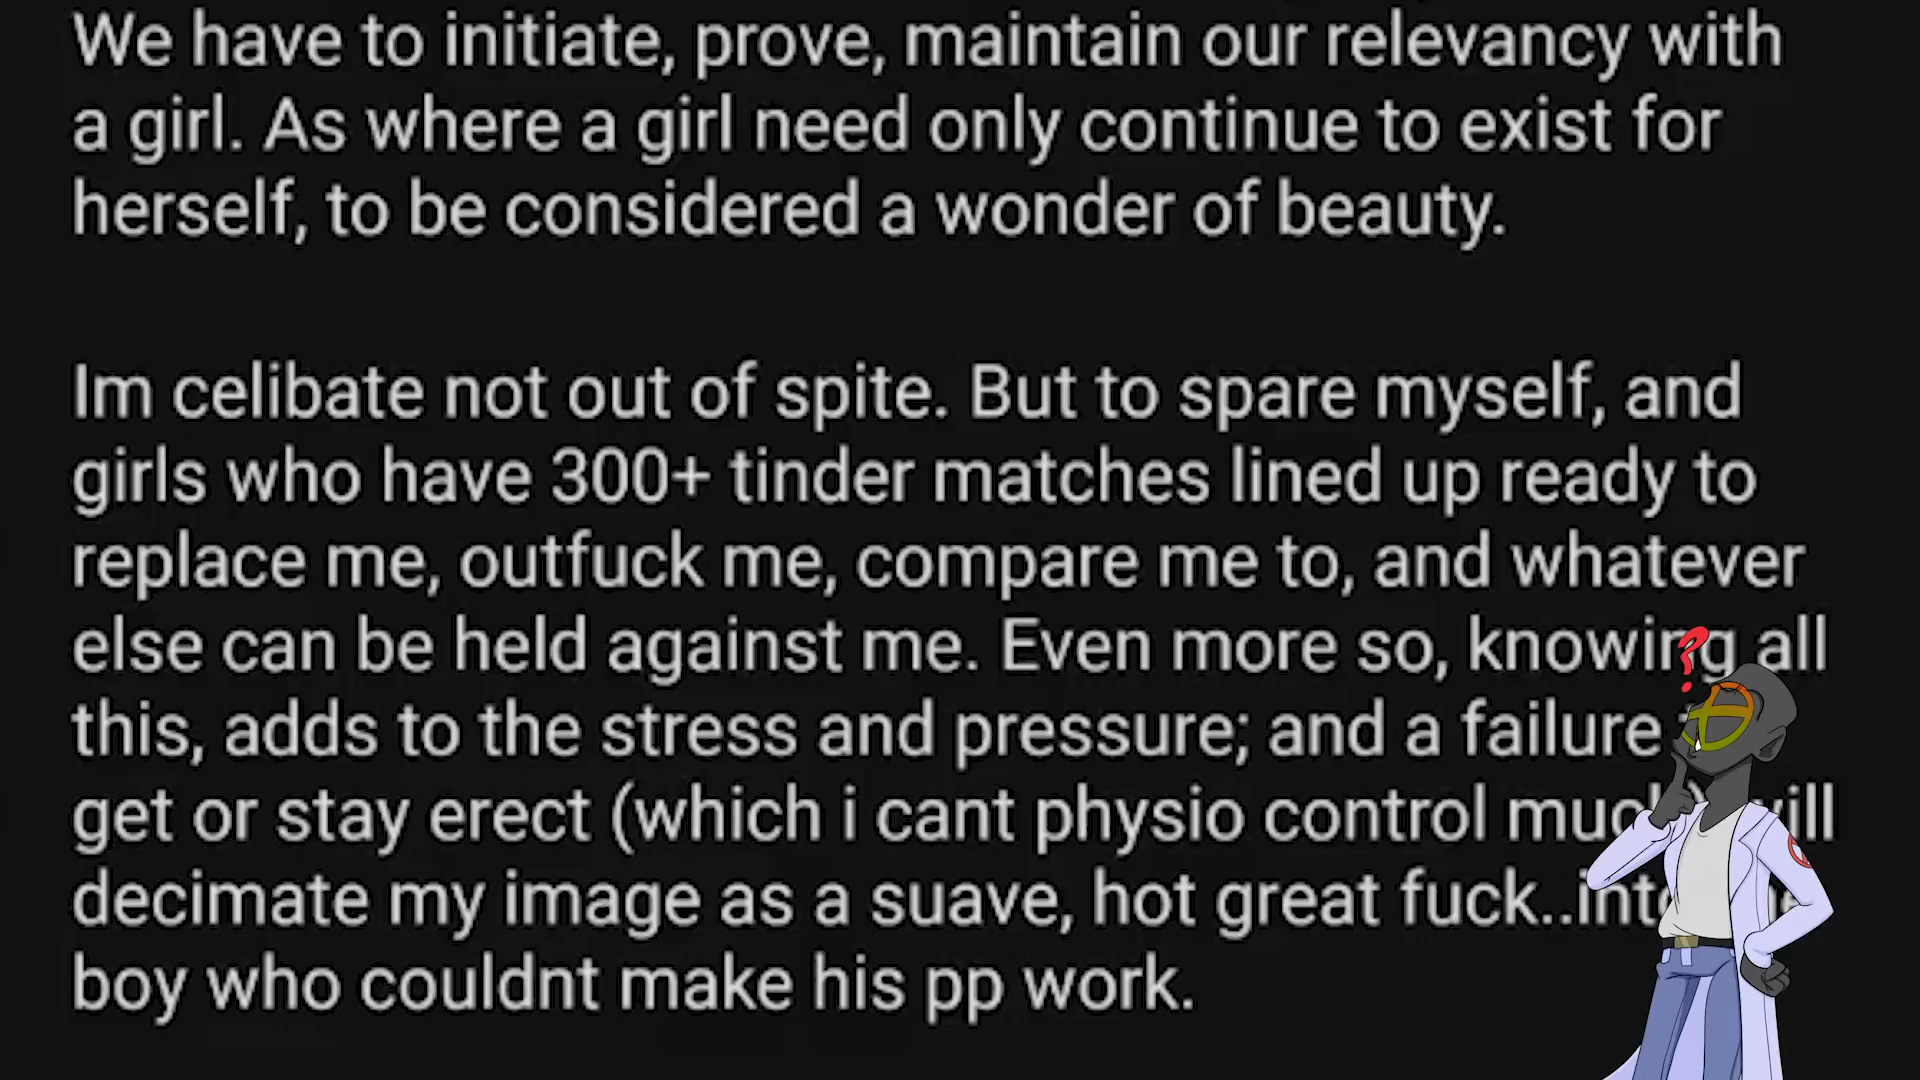 We have to initiate, prove, maintain our relevancy with
a girl. As where a girl need only continue to exist for
herself, to be considered a wonder of beauty.
Im celibate not out of spite. But to spare myself, and
girls who have 300+ tinder matches lined up ready to
replace me, outfuck me, compare me to, and whatever
else can be held against me. Even more so, knowing all
this, adds to the stress and pressure; and a failure
get or stay erect (which i cant physio control
decimate my image as a suave, hot great fuck..
boy who couldnt make his pp work.
?